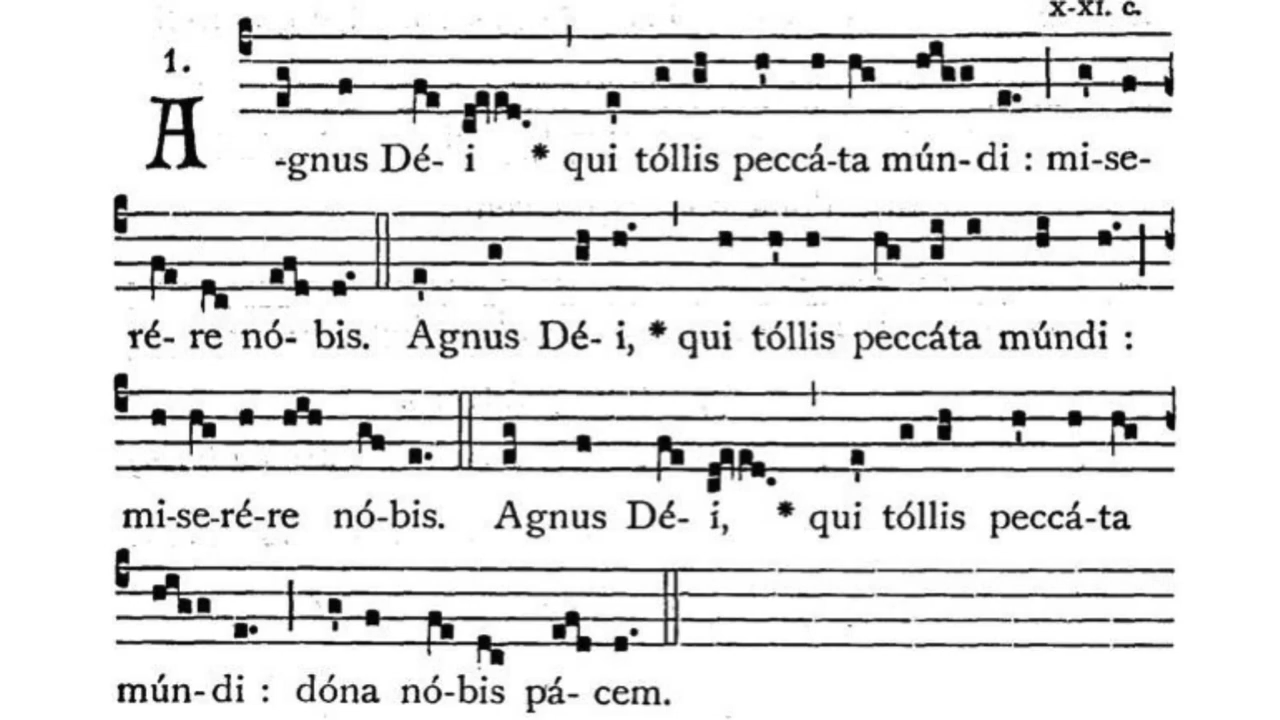 X-XI. c.
1.
A-gnus Dé- i * qui tóllis peccá-ta mún-di : mi-se-
ré- re nó- bis. Agnus Dé- i, * qui tóllis peccáta múndi :
mi-se-ré-re nó-bis. Agnus Dé- i, * qui tóllis peccá-ta
mún-di : dóna nó-bis pá- cem.